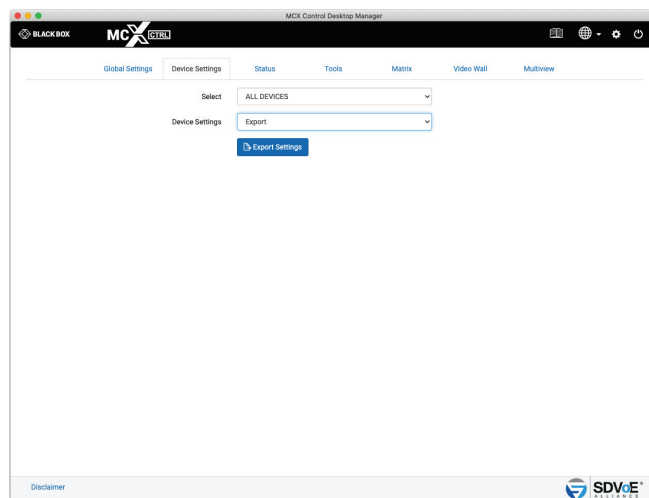 MCX Control Desktop Manager
BLACK BOX MCX CTRL
Global Settings Device Settings Status Tools Matrix Video Wall Multiview
Select ALL DEVICES
Device Settings Export
Export Settings
Disclaimer SDVoE
ALLIANCE